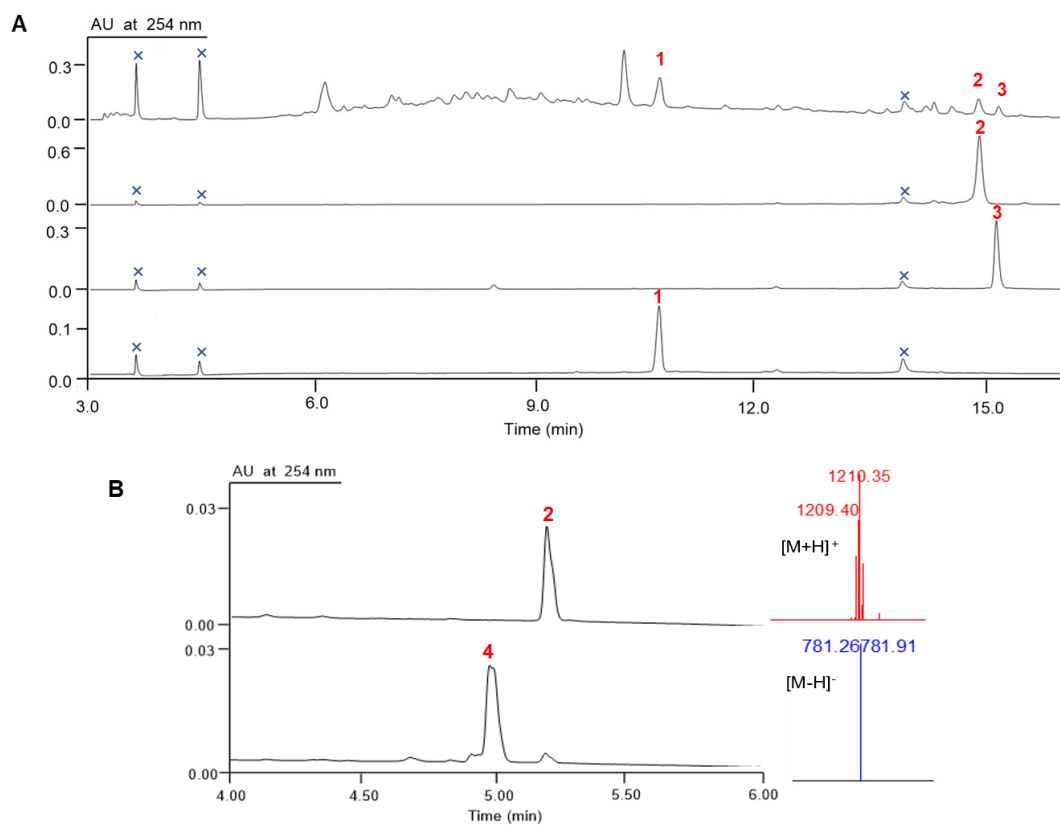 A
AU at 254 nm
× × 1 × 2 3
0.3
0.0
0.6
× × × 2
0.0
0.3
× × × 3
0.0
0.1
× × 1 ×
0.0
3.0 6.0 9.0 12.0 15.0
Time (min)
B
AU at 254 nm
0.03
2
0.00
0.03
4
0.00
4.00 4.50 5.00 5.50 6.00
Time (min)
1210.35
1209.40
[M+H]+
781.26781.91
[M-H]-